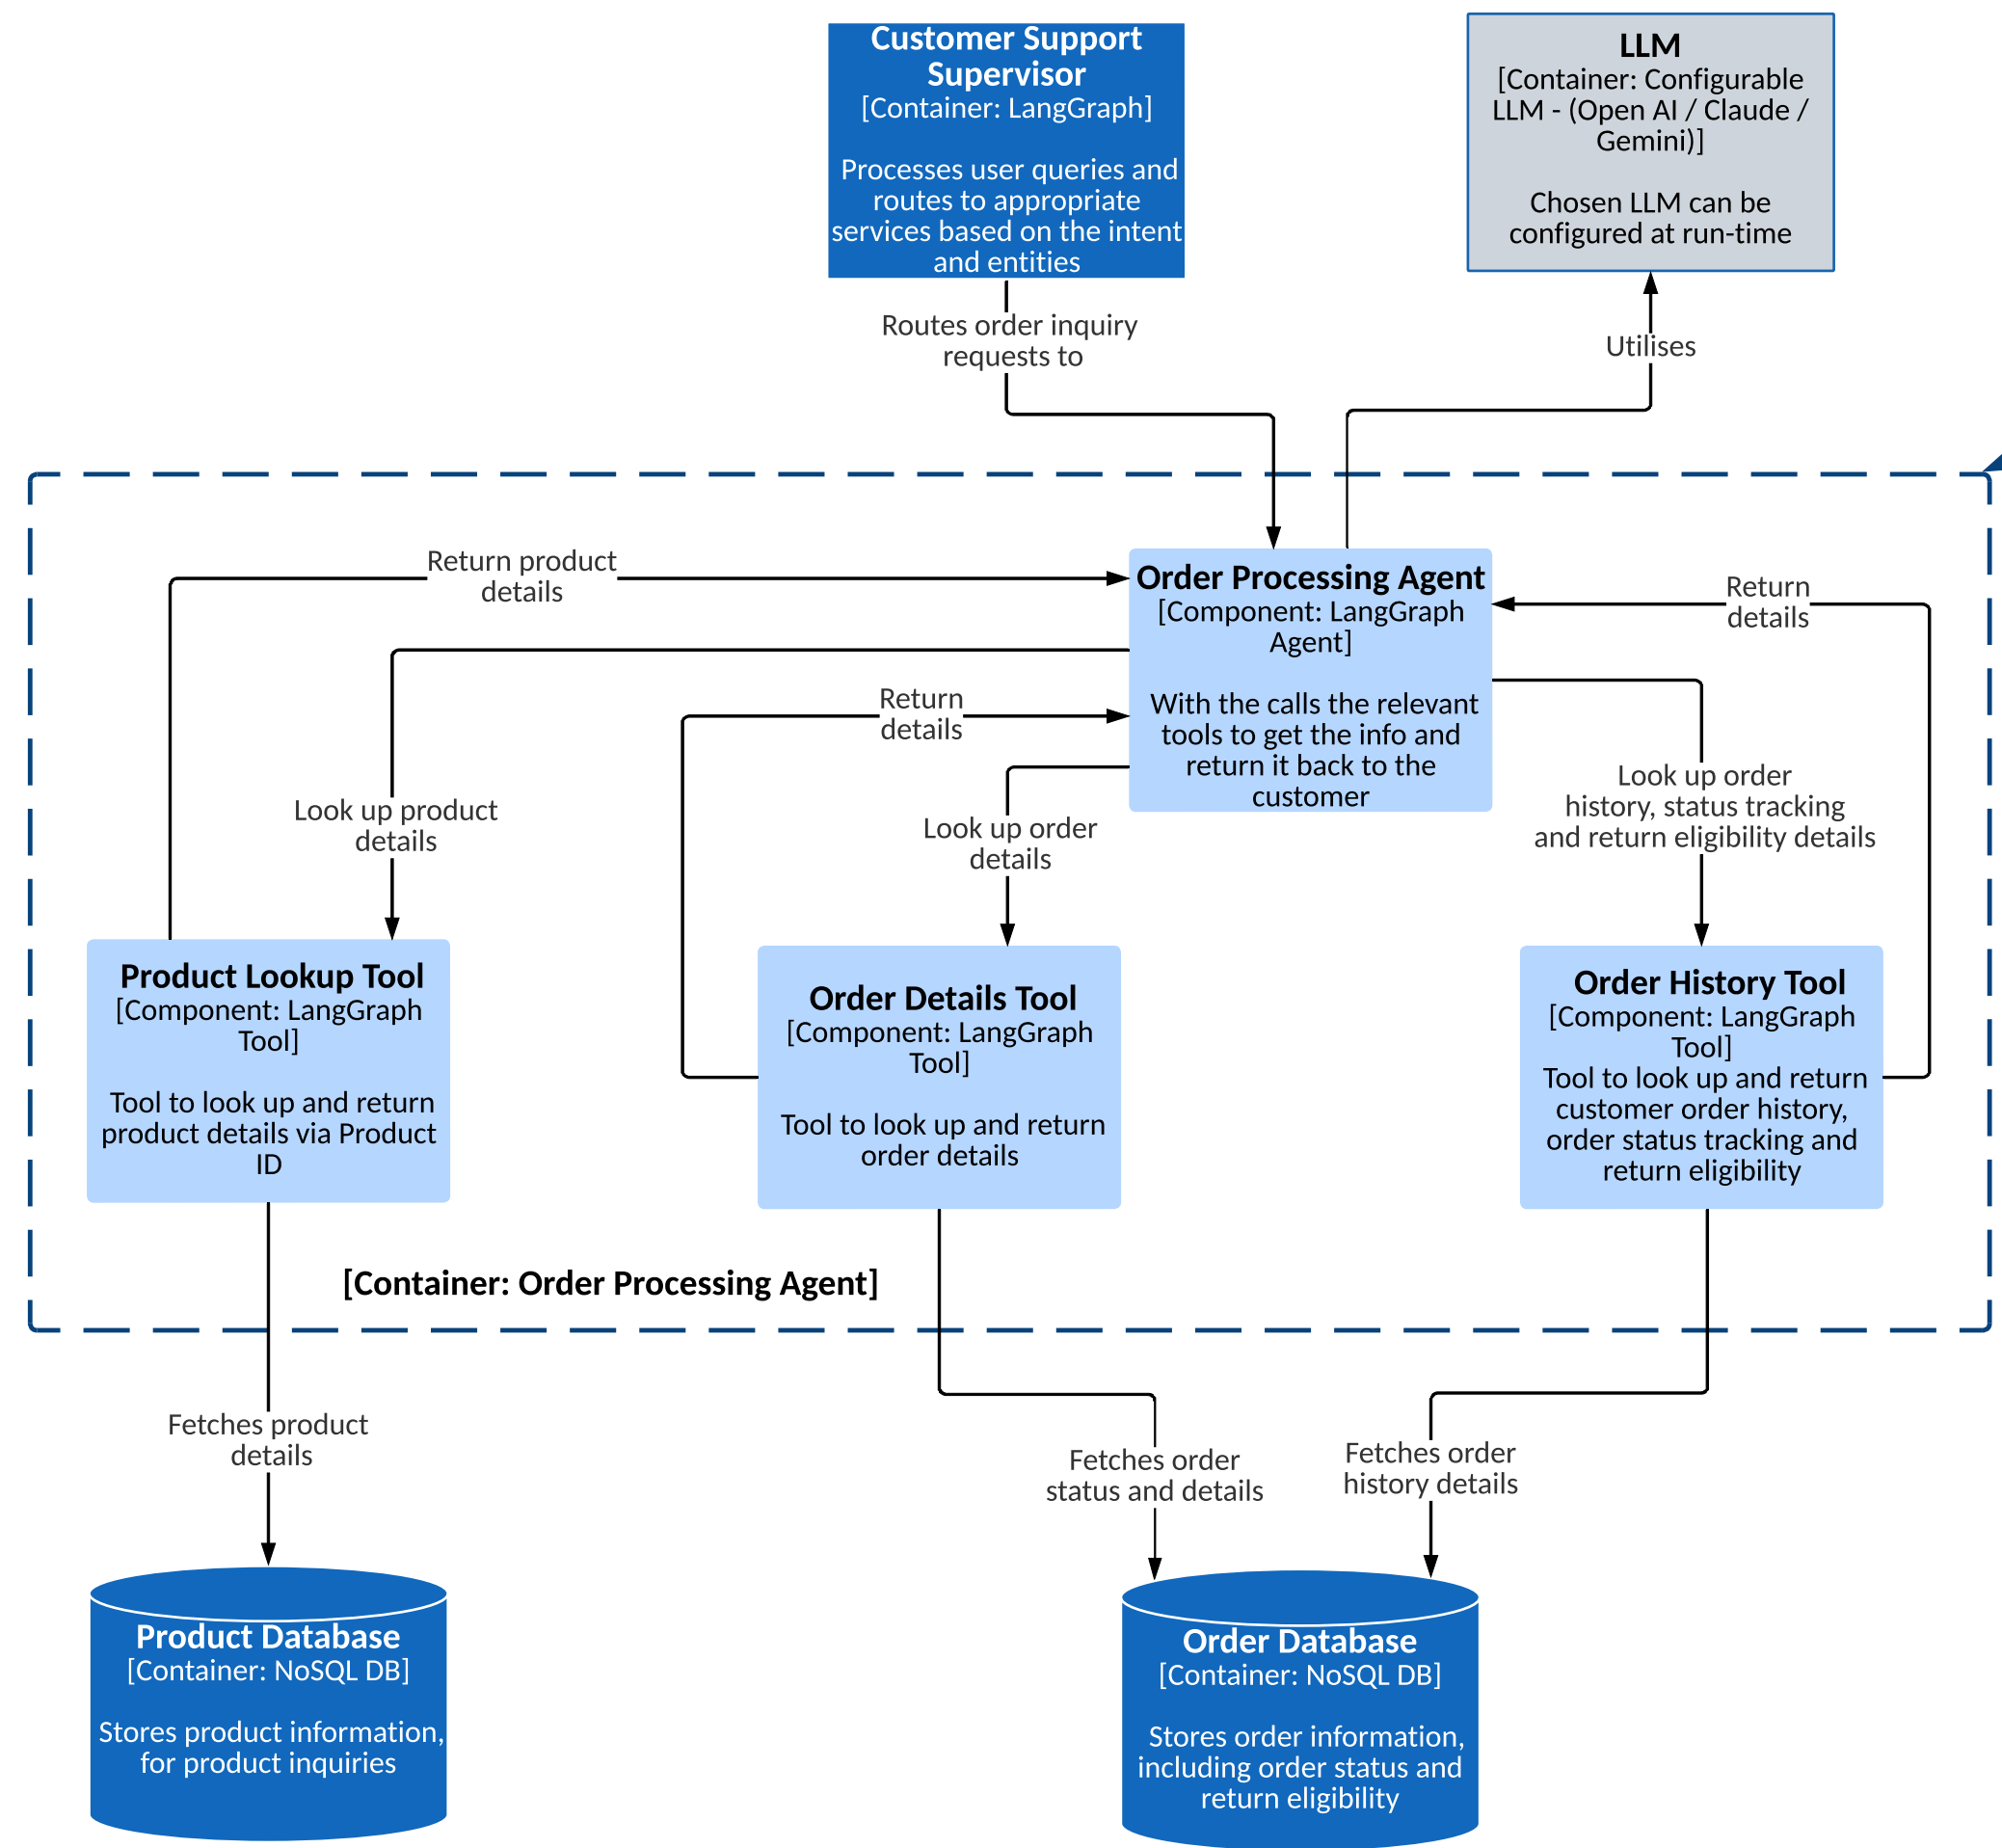 Customer Support
Supervisor
[Container: LangGraph]
Processes user queries and
routes to appropriate
services based on the intent
and entities
LLM
[Container: Configurable
LLM - (Open AI / Claude /
Gemini)]
Chosen LLM can be
configured at run-time
Routes order inquiry
requests to
Utilises
Return product
details
Order Processing Agent
[Component: LangGraph
Agent]
With the calls the relevant
tools to get the info and
return it back to the
customer
Return
details
Return
details
Look up product
details
Look up order
details
Look up order
history, status tracking
and return eligibility details
Product Lookup Tool
[Component: LangGraph
Tool]
Tool to look up and return
product details via Product
ID
Order Details Tool
[Component: LangGraph
Tool]
Tool to look up and return
order details
Order History Tool
[Component: LangGraph
Tool]
Tool to look up and return
customer order history,
order status tracking and
return eligibility
[Container: Order Processing Agent]
Fetches product
details
Fetches order
status and details
Fetches order
history details
Product Database
[Container: NoSQL DB]
Stores product information,
for product inquiries
Order Database
[Container: NoSQL DB]
Stores order information,
including order status and
return eligibility